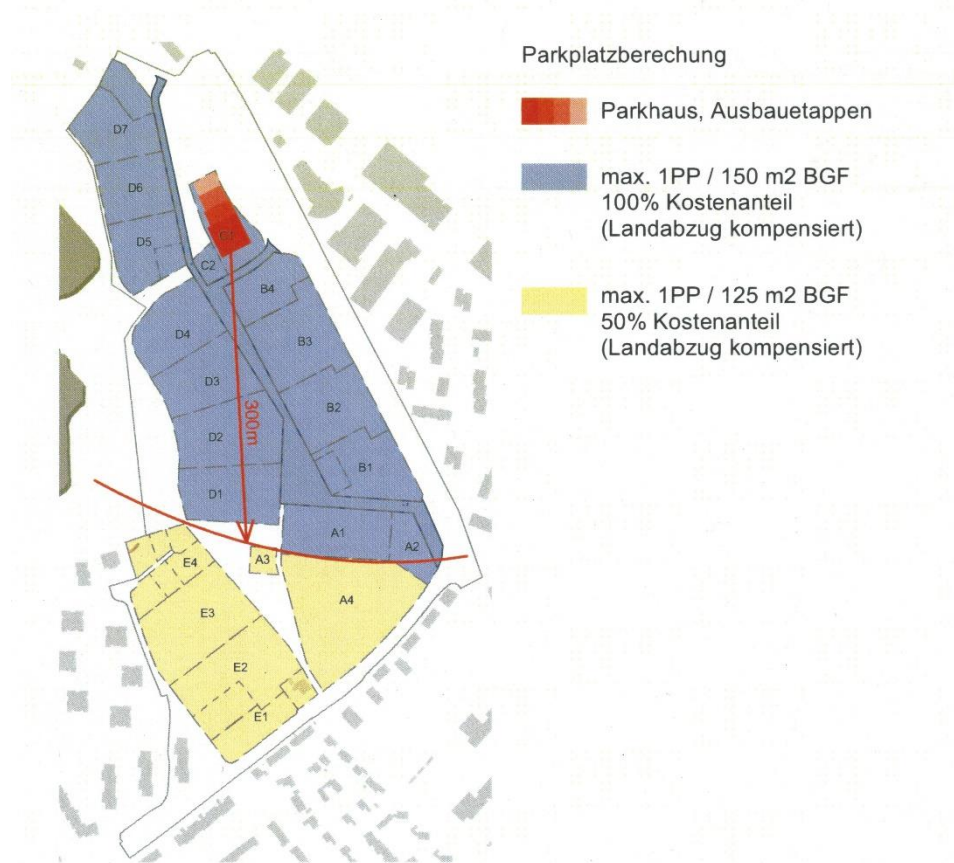 Parkplatzberechung
Parkhaus, Ausbauetappen
max. 1PP / 150 m2 BGF
100% Kostenanteil
(Landabzug kompensiert)
max. 1PP / 125 m2 BGF
50% Kostenanteil
(Landabzug kompensiert)
D7
D6
D5
C2
B4
D4
B3
D3
300m
B2
D2
B1
D1
A1
A2
A3
E4
A4
E3
E2
E1